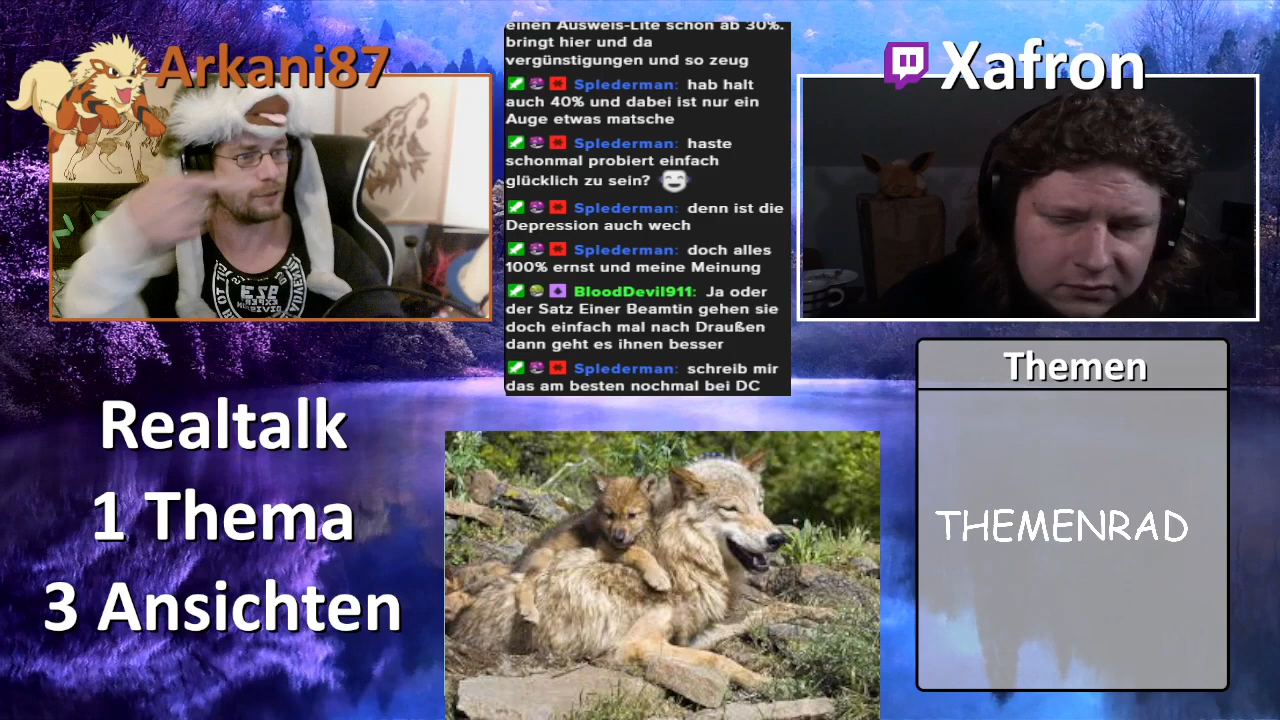 Arkani87
einen Ausweis-Lite schon ab 30%.
bringt hier und da
vergünstigungen und so zeug
Splederman: hab halt
auch 40% und dabei ist nur ein
Auge etwas matsche
Splederman: haste
schonmal probiert einfach
glücklich zu sein?
Splederman: denn ist die
Depression auch wech
Splederman: doch alles
100% ernst und meine Meinung
BloodDevil911: Ja oder
der Satz Einer Beamtin gehen sie
doch einfach mal nach Draußen
dann geht es ihnen besser
Splederman: schreib mir
das am besten nochmal bei DC
Xafron
Realtalk
1 Thema
3 Ansichten
Themen
THEMENRAD